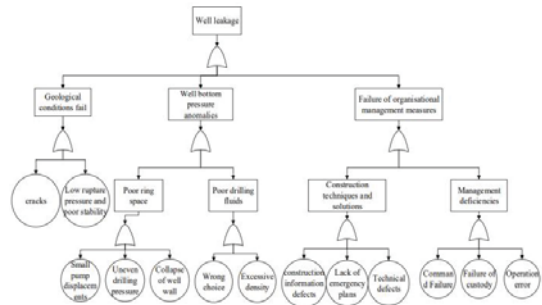 Well leakage
Geological
conditions fail
Well bottom
pressure
anomalies
Failure of organisational
management measures
cracks
Low rupture
pressure and
poor stability
Poor ring
space
Poor drilling
fluids
Construction
techniques and
solutions
Management
deficiencies
Small
pump
displacem
ents
Uneven
drilling
pressure
Collapse of
well wall
Wrong
choice
Excessive
density
construction
information
defects
Lack of
emergency
plans
Technical
defects
Comman
d Failure
Failure of
custody
Operation
error